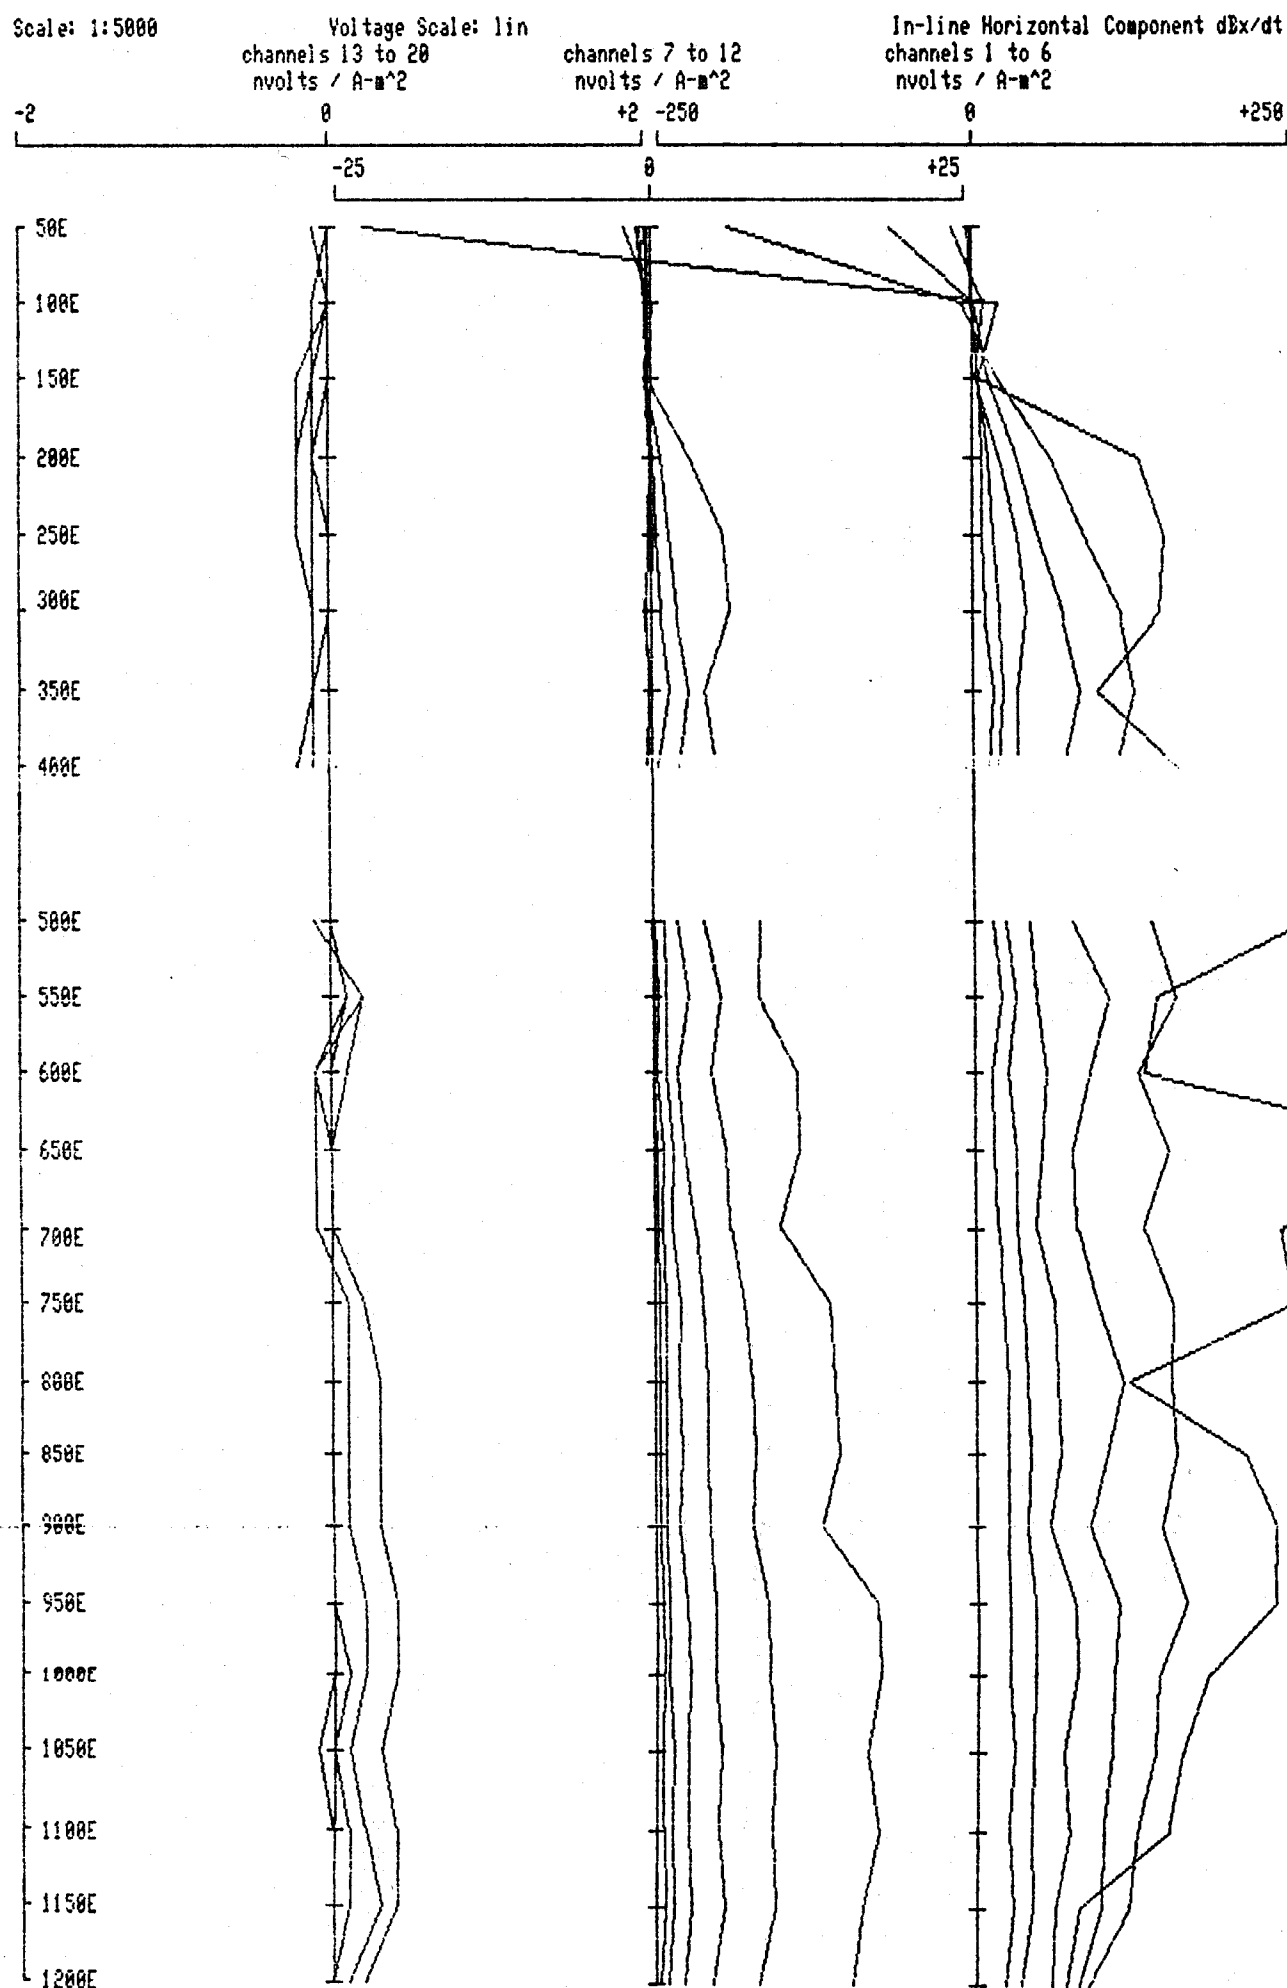 Scale: 1:5000 Voltage Scale: lin In-line Horizontal Component dBx/dt
channels 13 to 20 channels 7 to 12 channels 1 to 6
nvolts / A-m^2 nvolts / A-m^2 nvolts / A-m^2
-2 0 +2 -250 0 +250
-25 0 +25
50E
100E
150E
200E
250E
300E
350E
400E
500E
550E
600E
650E
700E
750E
800E
850E
900E
950E
1000E
1050E
1100E
1150E
1200E